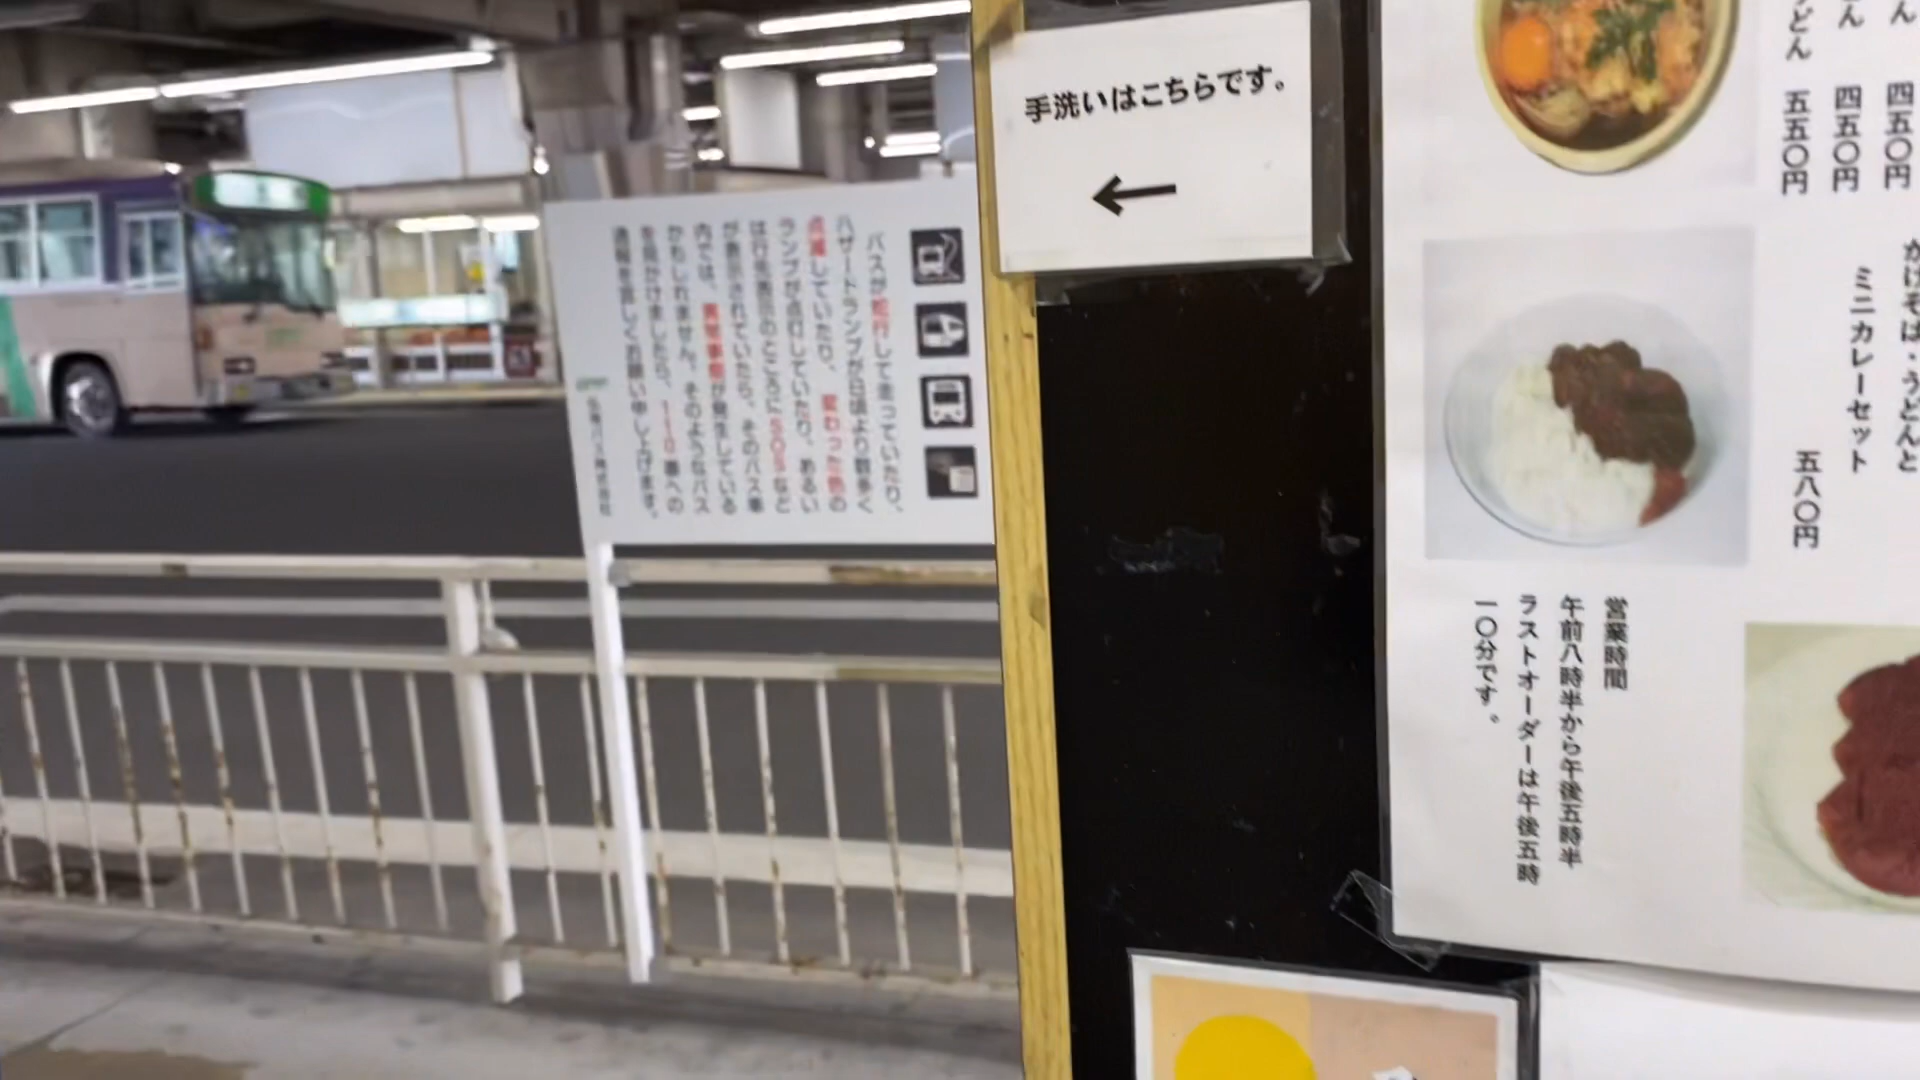 手洗いはこちらです。
←
どん 五五〇円
ん 四五〇円
ん 四五〇円
かけそば・うどんと
ミニカレーセット
五八〇円
営業時間
午前八時半から午後五時半
ラストオーダーは午後五時
一〇分です。
バスが蛇行して走っていたり、
ハザードランプが日頃より数多く
点滅していたり、変わった色の
ランプが点灯していたり、あるい
は行先表示のところにSOSなど
が表示されていたら、そのバス車
内では、異常事態が発生している
かもしれません。そのようなバス
を見かけましたら、110番への
通報を宜しくお願い申し上げます。
バス株式会社